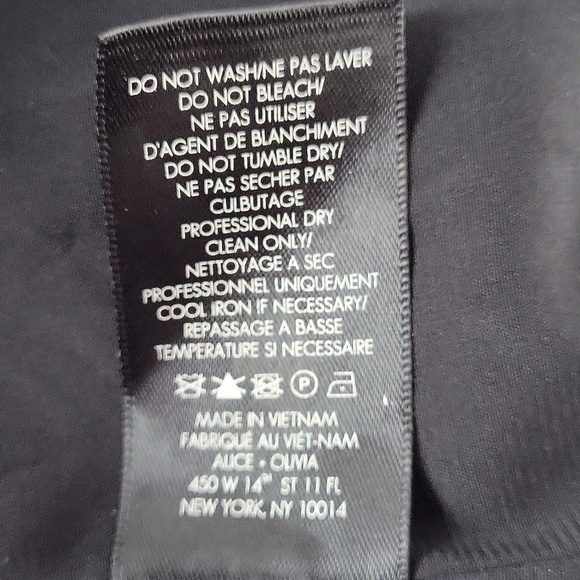 DO NOT WASH/NE PAS LAVER
DO NOT BLEACH/
NE PAS UTILISER
D'AGENT DE BLANCHIMENT
DO NOT TUMBLE DRY/
NE PAS SECHER PAR
CULBUTAGE
PROFESSIONAL DRY
CLEAN ONLY/
NETTOYAGE A SEC
PROFESSIONNEL UNIQUEMENT
COOL IRON IF NECESSARY/
REPASSAGE A BASSE
TEMPERATURE SI NECESSAIRE
P
MADE IN VIETNAM
FABRIQUÉ AU VIÊT-NAM
ALICE + OLIVIA
450 W 14TH ST 11 FL
NEW YORK, NY 10014